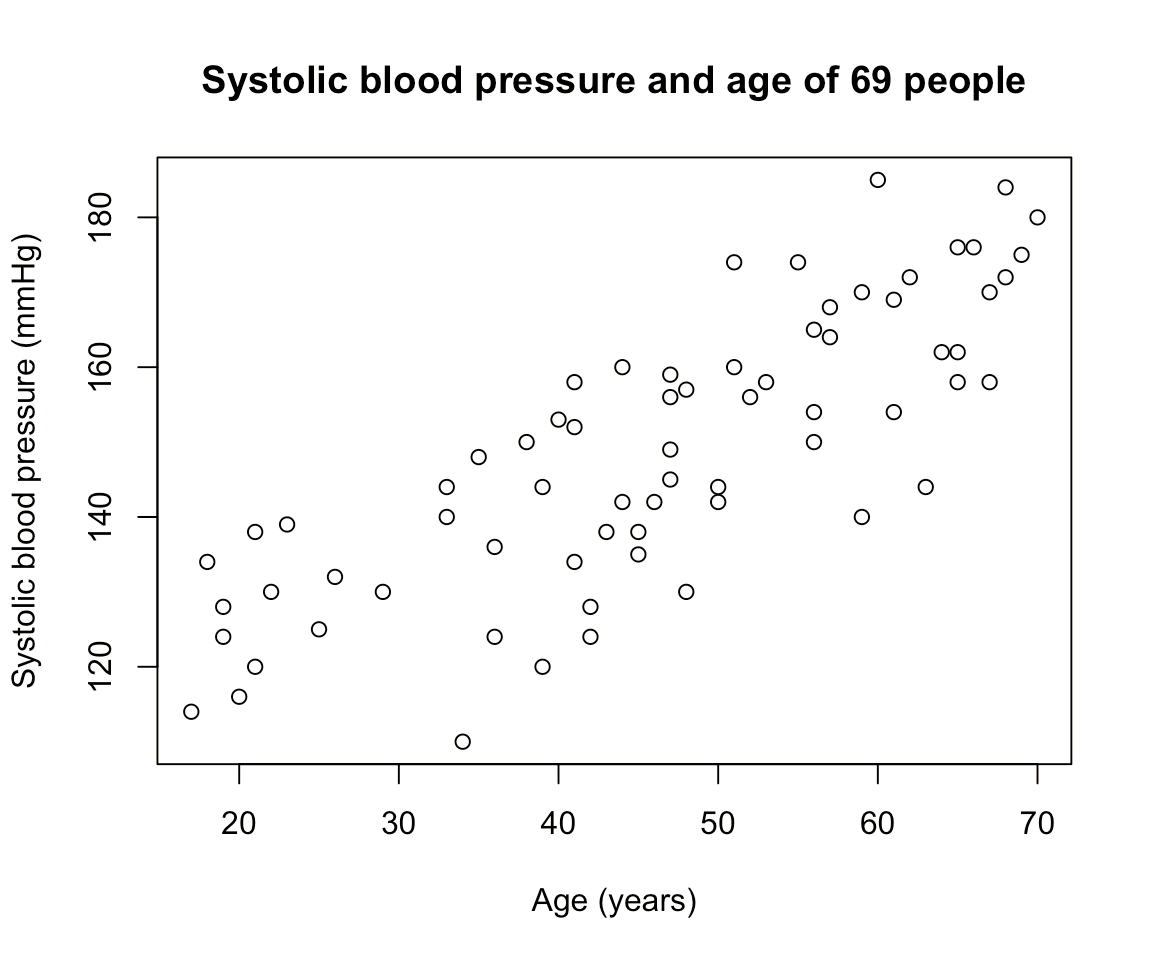 Systolic blood pressure and age of 69 people
Systolic blood pressure (mmHg)
180
160
140
120
20 30 40 50 60 70
Age (years)